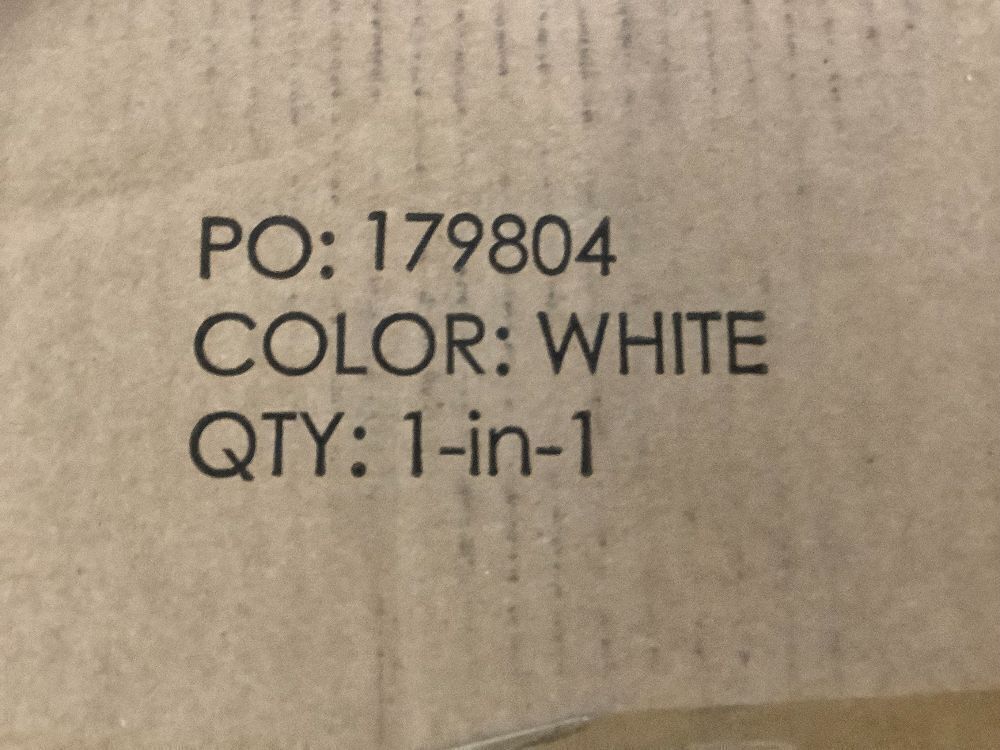 PO: 179804
COLOR: WHITE
QTY: 1-in-1